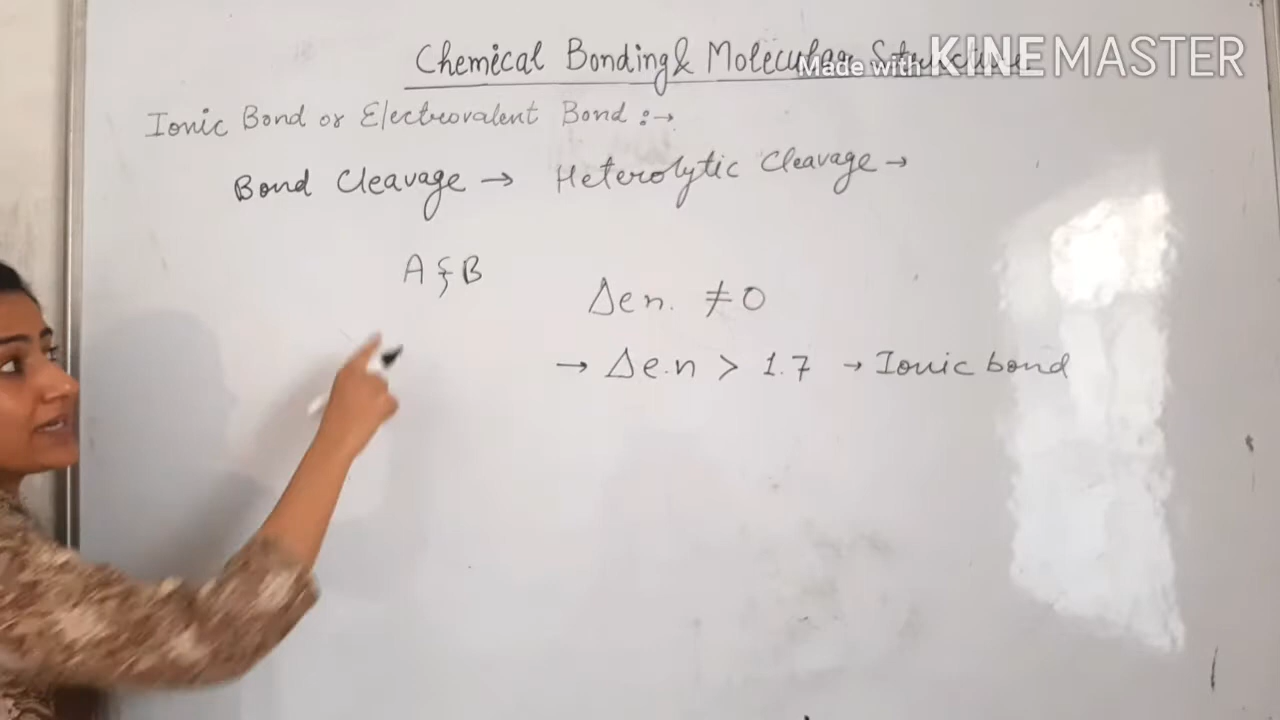 Chemical Bonding & Molecular Structure
Made with KINEMASTER
Ionic Bond or Electrovalent Bond :→
Bond Cleavage → Heterolytic Cleavage →
A } B
Δe n. ≠ 0
→ Δe.n > 1.7 → Ionic bond